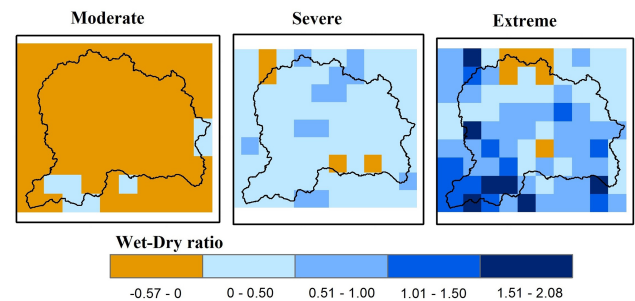 Moderate Severe Extreme
Wet-Dry ratio
-0.57 - 0 0 - 0.50 0.51 - 1.00 1.01 - 1.50 1.51 - 2.08